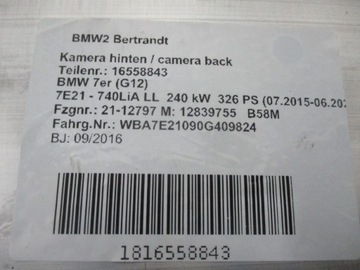 BMW2 Bertrandt
Kamera hinten / camera back
Teilenr.: 16558843
BMW 7er (G12)
7E21 - 740LiA LL 240 kW 326 PS (07.2015-06.202
Fzgnr.: 21-12797 M: 12839755 B58M
Fahrg.Nr.: WBA7E21090G409824
BJ: 09/2016
1816558843